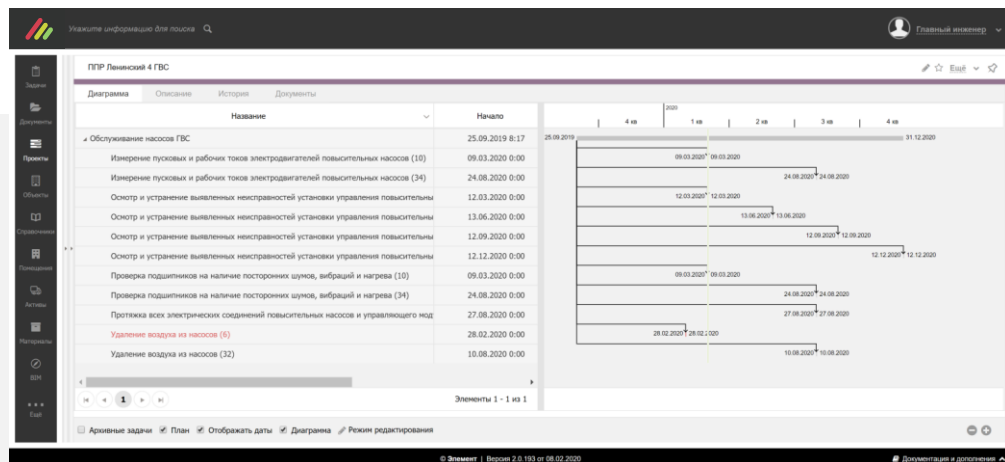 Укажите информацию для поиска
Главный инженер
Задачи
Документы
Проекты
Объекты
Справочники
Помещения
Активы
Материалы
BIM
Ещё
ППР Ленинский 4 ГВС
Ещё
Диаграмма Описание История Документы
Название Начало
2020
4 кв 1 кв 2 кв 3 кв 4 кв
Обслуживание насосов ГВС 25.09.2019 8:17 25.09.2019 31.12.2020
Измерение пусковых и рабочих токов электродвигателей повысительных насосов (10) 09.03.2020 0:00 09.03.2020 09.03.2020
Измерение пусковых и рабочих токов электродвигателей повысительных насосов (34) 24.08.2020 0:00 24.08.2020 24.08.2020
Осмотр и устранение выявленных неисправностей установки управления повысительны 12.03.2020 0:00 12.03.2020 12.03.2020
Осмотр и устранение выявленных неисправностей установки управления повысительны 13.06.2020 0:00 13.06.2020 13.06.2020
Осмотр и устранение выявленных неисправностей установки управления повысительны 12.09.2020 0:00 12.09.2020 12.09.2020
Осмотр и устранение выявленных неисправностей установки управления повысительны 12.12.2020 0:00 12.12.2020 12.12.2020
Проверка подшипников на наличие посторонних шумов, вибраций и нагрева (10) 09.03.2020 0:00 09.03.2020 09.03.2020
Проверка подшипников на наличие посторонних шумов, вибраций и нагрева (34) 24.08.2020 0:00 24.08.2020 24.08.2020
Протяжка всех электрических соединений повысительных насосов и управляющего мод 27.08.2020 0:00 27.08.2020 27.08.2020
Удаление воздуха из насосов (6) 28.02.2020 0:00 28.02.2020 28.02.2020
Удаление воздуха из насосов (32) 10.08.2020 0:00 10.08.2020 10.08.2020
1 Элементы 1 - 1 из 1
Архивные задачи План Отображать даты Диаграмма Режим редактирования
© Элемент | Версия 2.0.193 от 08.02.2020 Документация и дополнения